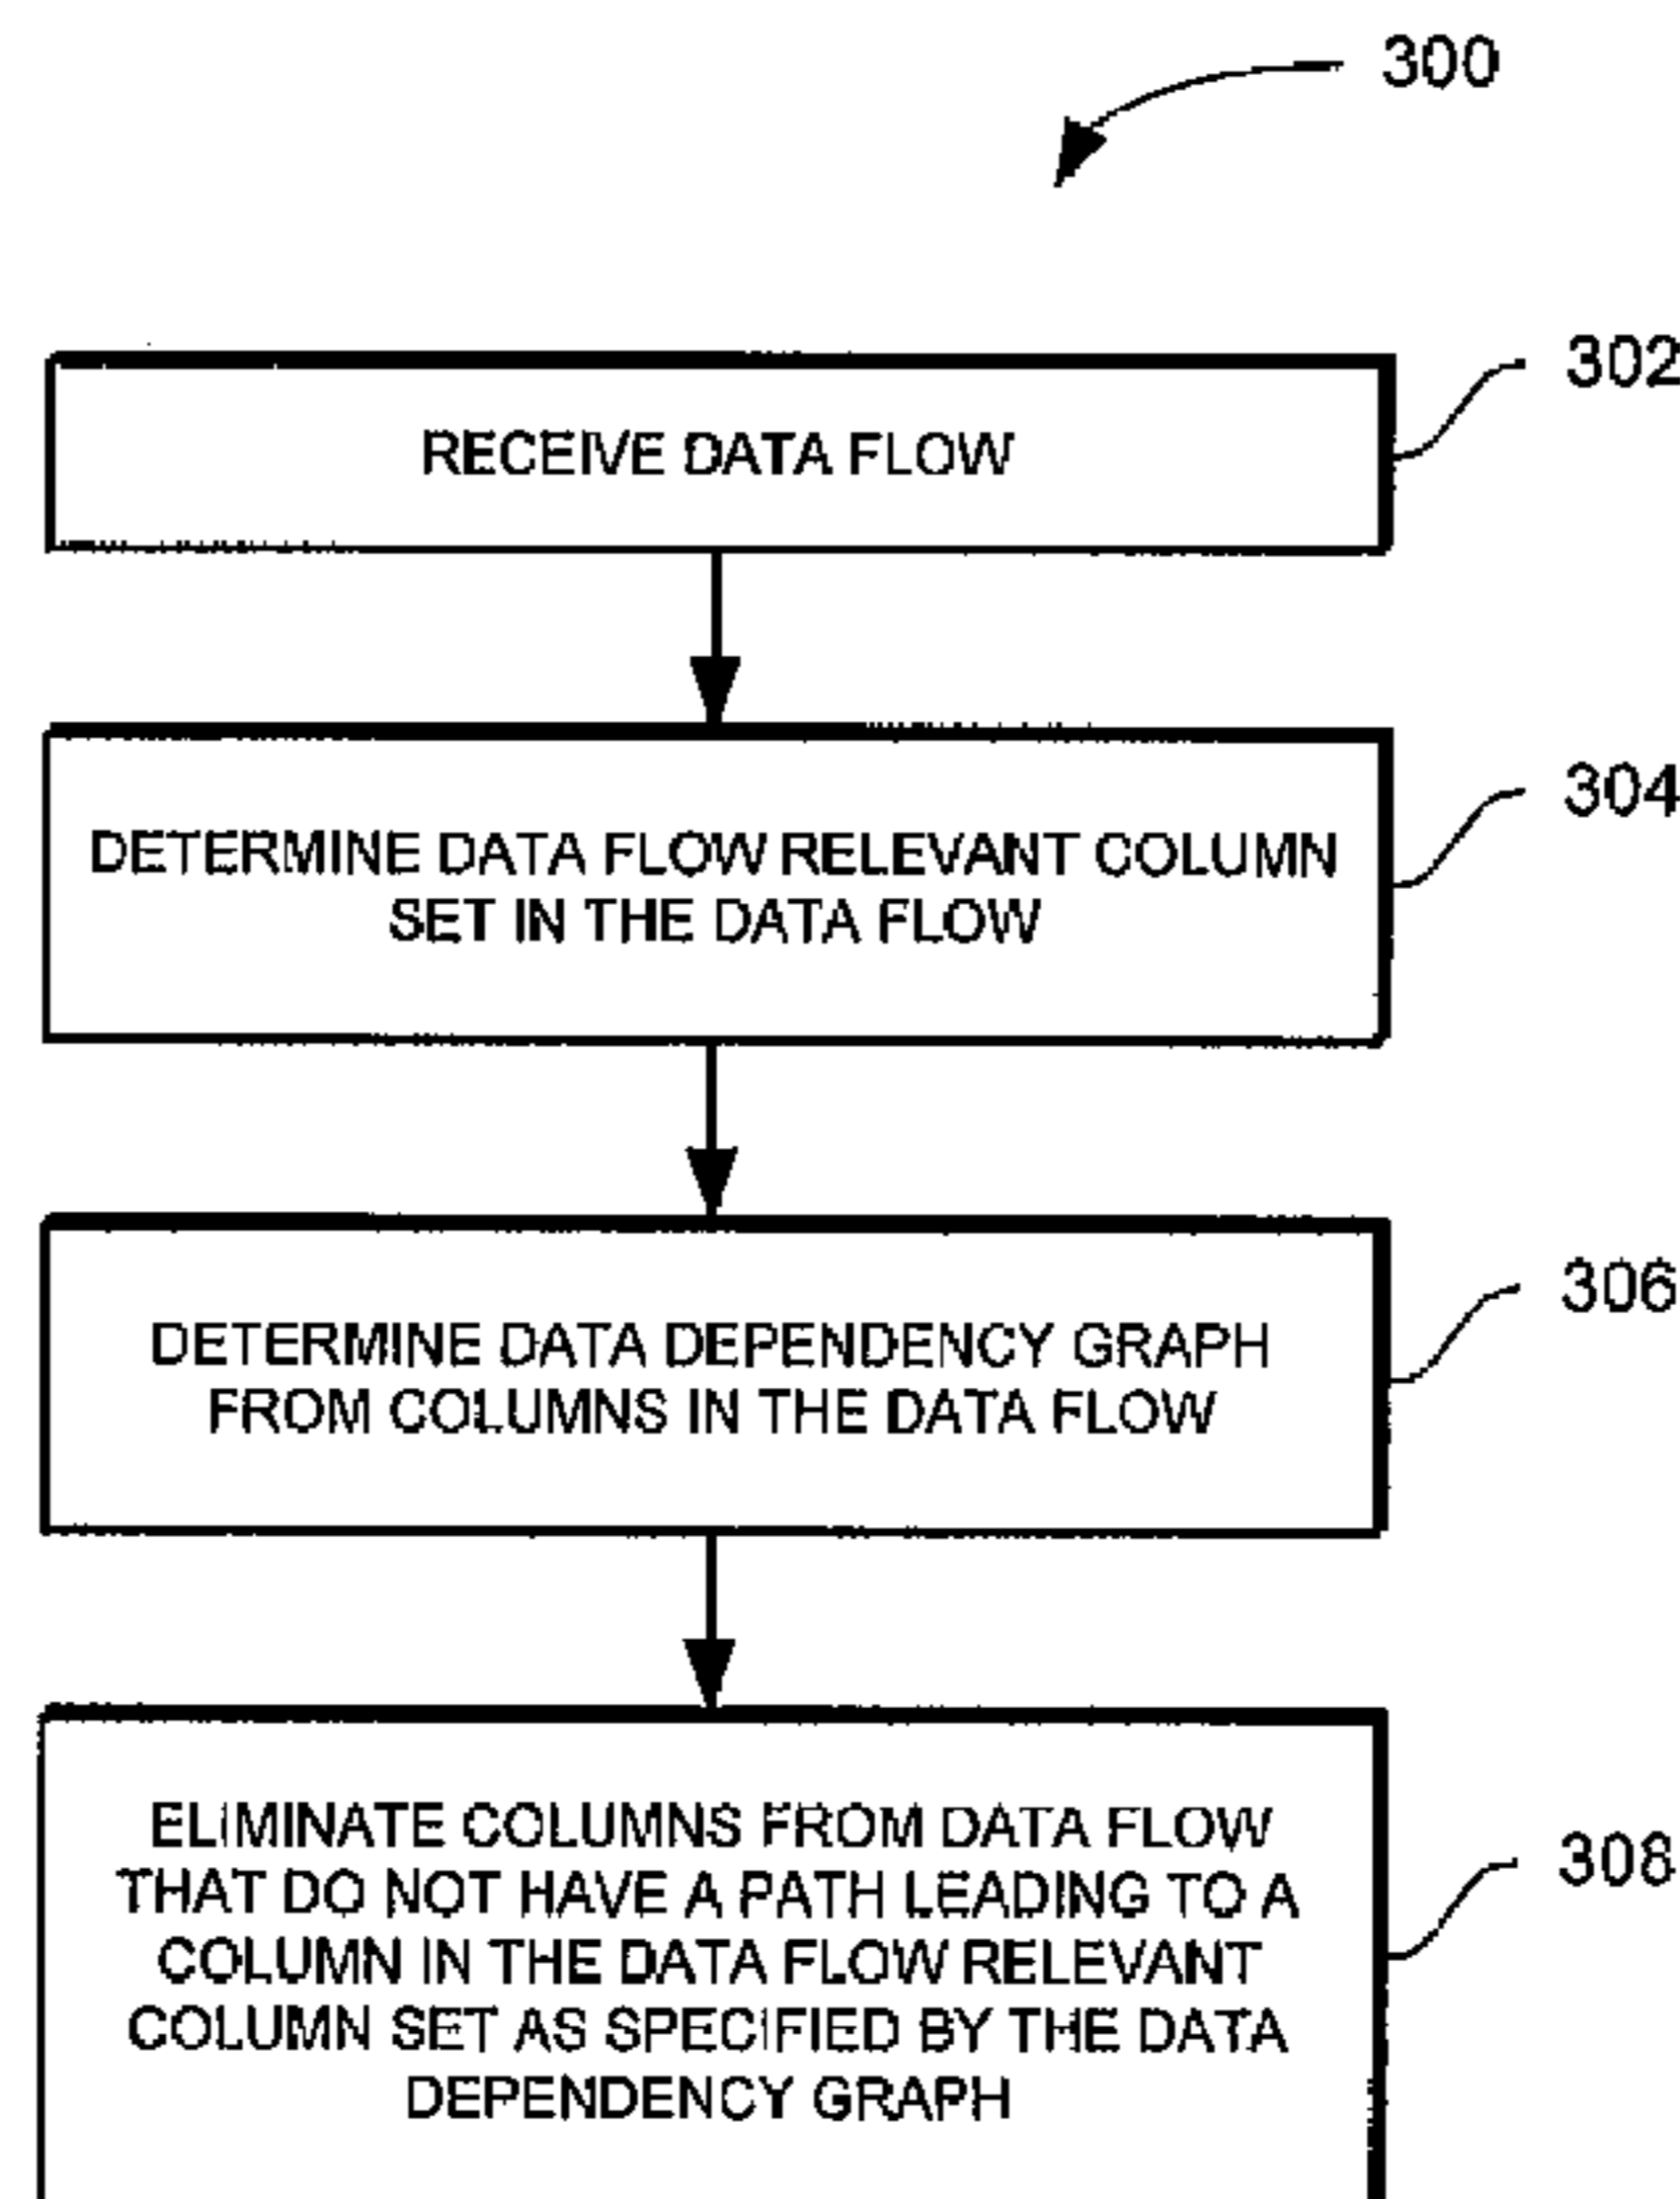 300
302
RECEIVE DATA FLOW
304
DETERMINE DATA FLOW RELEVANT COLUMN
SET IN THE DATA FLOW
306
DETERMINE DATA DEPENDENCY GRAPH
FROM COLUMNS IN THE DATA FLOW
308
ELIMINATE COLUMNS FROM DATA FLOW
THAT DO NOT HAVE A PATH LEADING TO A
COLUMN IN THE DATA FLOW RELEVANT
COLUMN SET AS SPECIFIED BY THE DATA
DEPENDENCY GRAPH